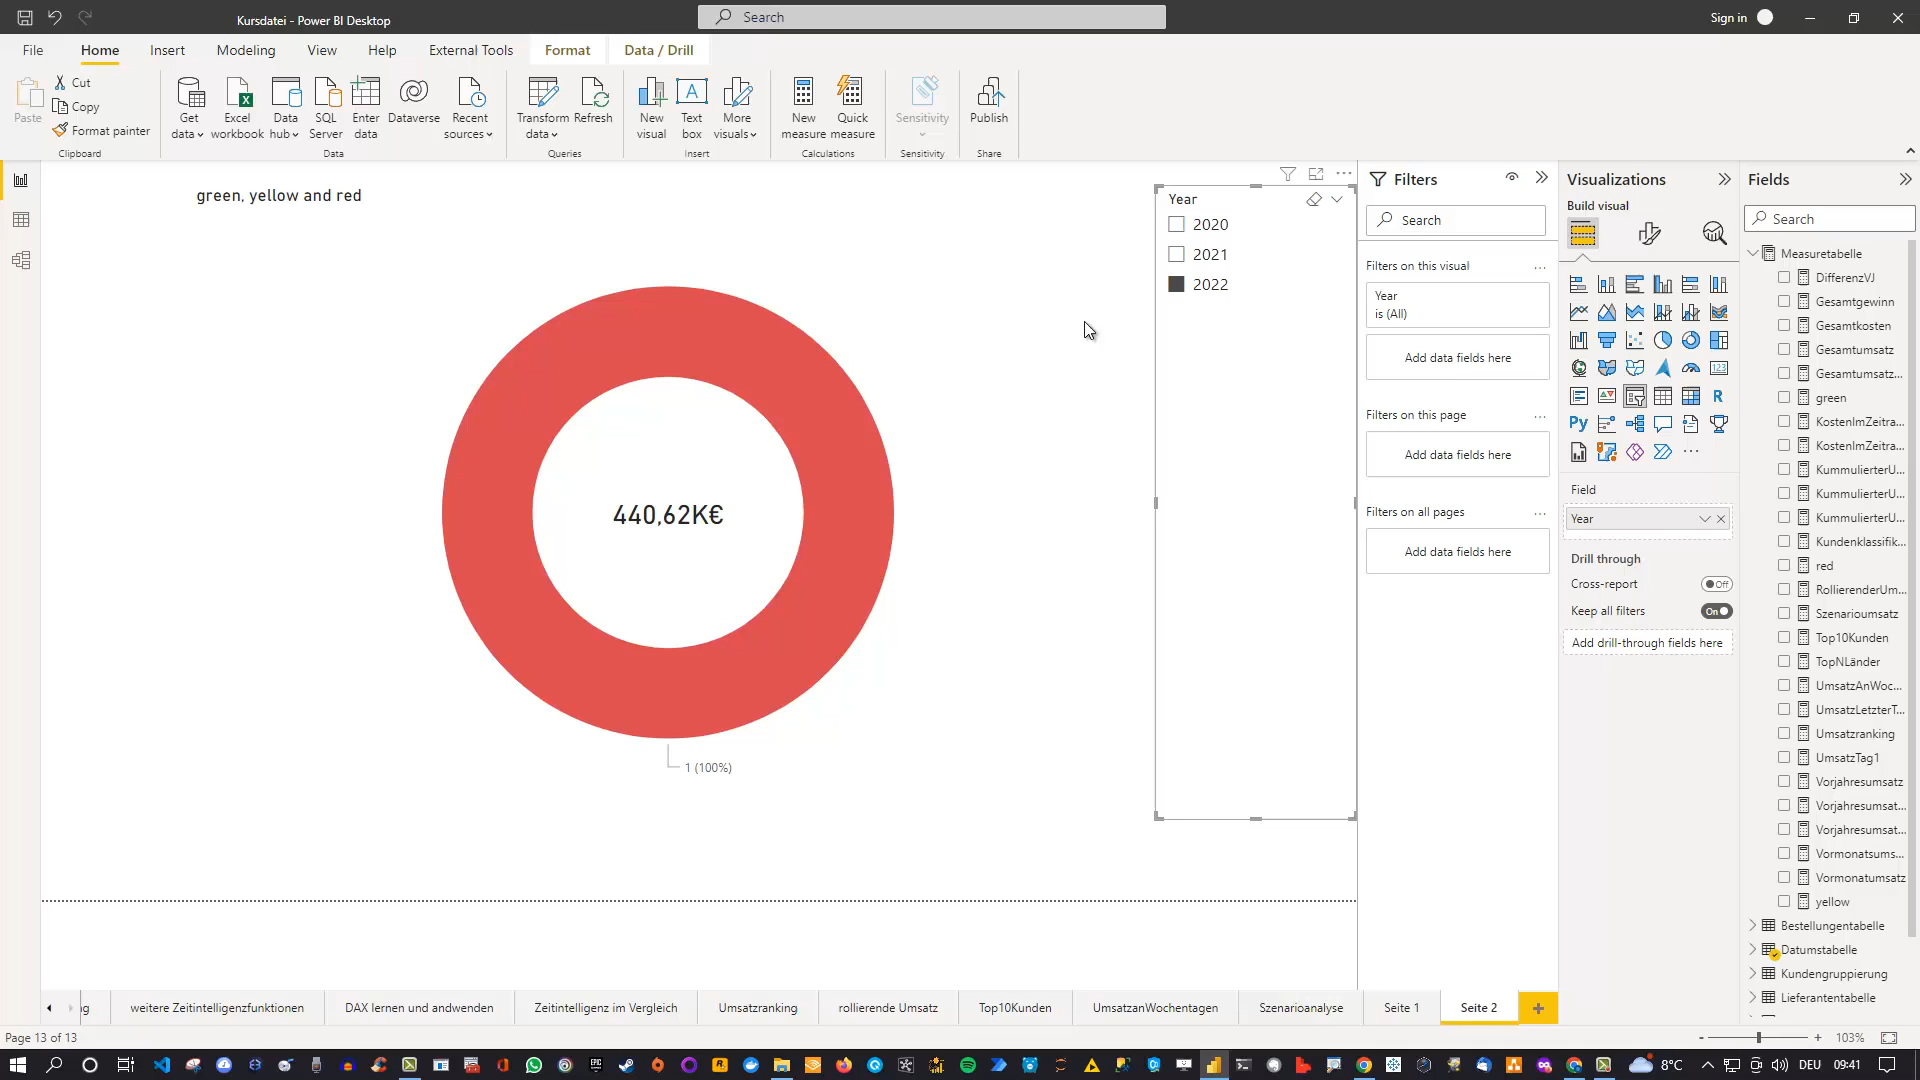 Kursdatei - Power BI Desktop
Search
Sign in
File
Home
Insert
Modeling
View
Help
External Tools
Format
Data / Drill
Paste
Cut
Copy
Format painter
Clipboard
Get data
Excel workbook
Data hub
SQL Server
Enter data
Dataverse
Recent sources
Data
Transform data
Refresh
Queries
New visual
Text box
More visuals
Insert
New measure
Quick measure
Calculations
Sensitivity
Sensitivity
Publish
Share
green, yellow and red
440,62K€
1 (100%)
Year
2020
2021
2022
Filters
Search
Filters on this visual
Year
is (All)
Add data fields here
Filters on this page
Add data fields here
Filters on all pages
Add data fields here
Visualizations
Build visual
123
R
Py
Field
Year
Drill through
Cross-report
Off
Keep all filters
On
Add drill-through fields here
Fields
Search
Measuretabelle
DifferenzVJ
Gesamtgewinn
Gesamtkosten
Gesamtumsatz
Gesamtumsatz...
green
KostenImZeitra...
KostenImZeitra...
KummulierterU...
KummulierterU...
KummulierterU...
Kundenklassifik...
red
RollierenderUm...
Szenarioumsatz
Top10Kunden
TopNLänder
UmsatzAnWoc...
UmsatzLetzterT...
Umsatzranking
UmsatzTag1
Vorjahresumsatz
Vorjahresumsat...
Vorjahresumsat...
Vormonatsums...
Vormonatumsatz
yellow
Bestellungentabelle
Datumstabelle
Kundengruppierung
Lieferantentabelle
weitere Zeitintelligenzfunktionen
DAX lernen und andwenden
Zeitintelligenz im Vergleich
Umsatzranking
rollierende Umsatz
Top10Kunden
UmsatzanWochentagen
Szenarioanalyse
Seite 1
Seite 2
Page 13 of 13
103%
8°C
DEU
09:41